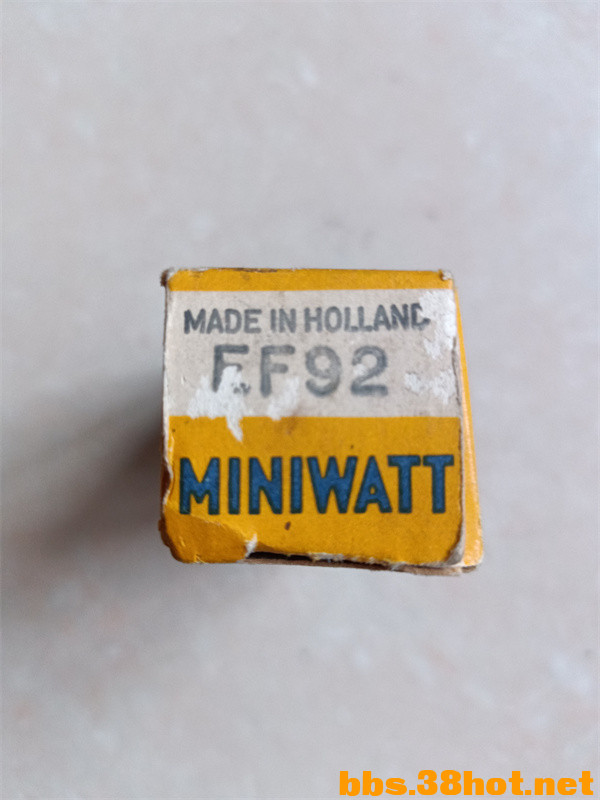 MADE IN HOLLAND
EF92
MINIWATT
bbs.38hot.net